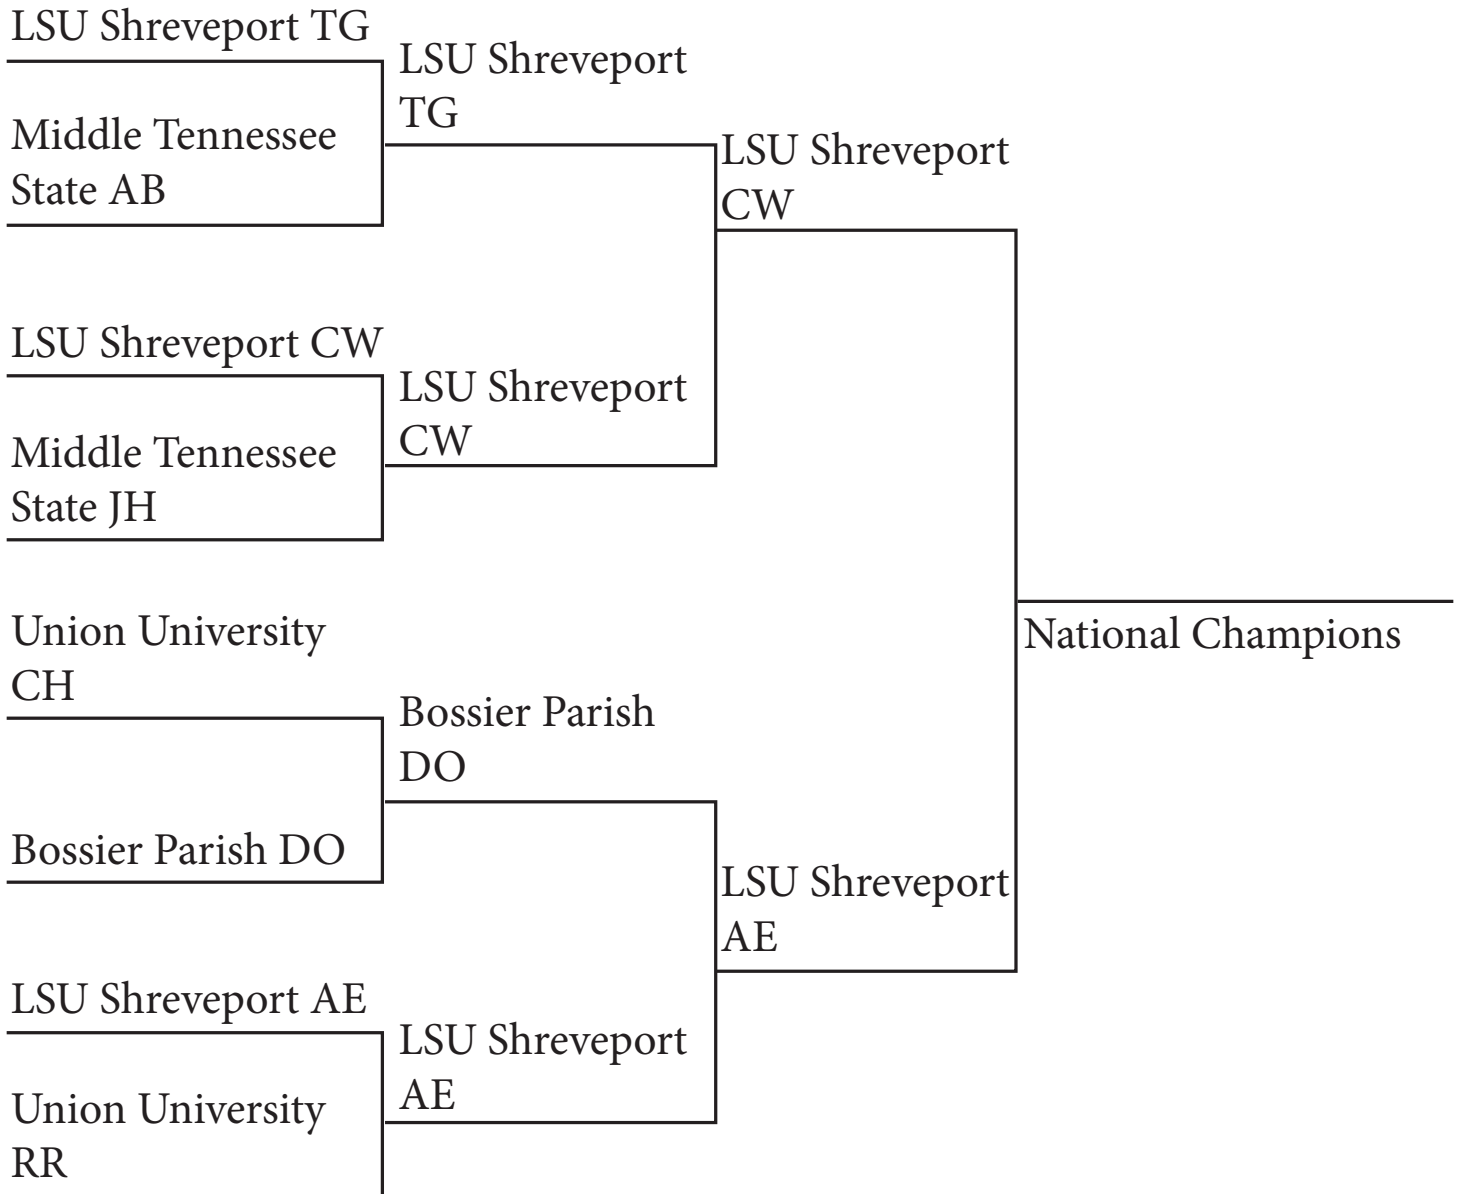 LSU Shreveport TG
Middle Tennessee
State AB
LSU Shreveport CW
Middle Tennessee
State JH
Union University
CH
Bossier Parish DO
LSU Shreveport AE
Union University
RR
LSU Shreveport
TG
LSU Shreveport
CW
Bossier Parish
DO
LSU Shreveport
AE
LSU Shreveport
CW
LSU Shreveport
AE
National Champions